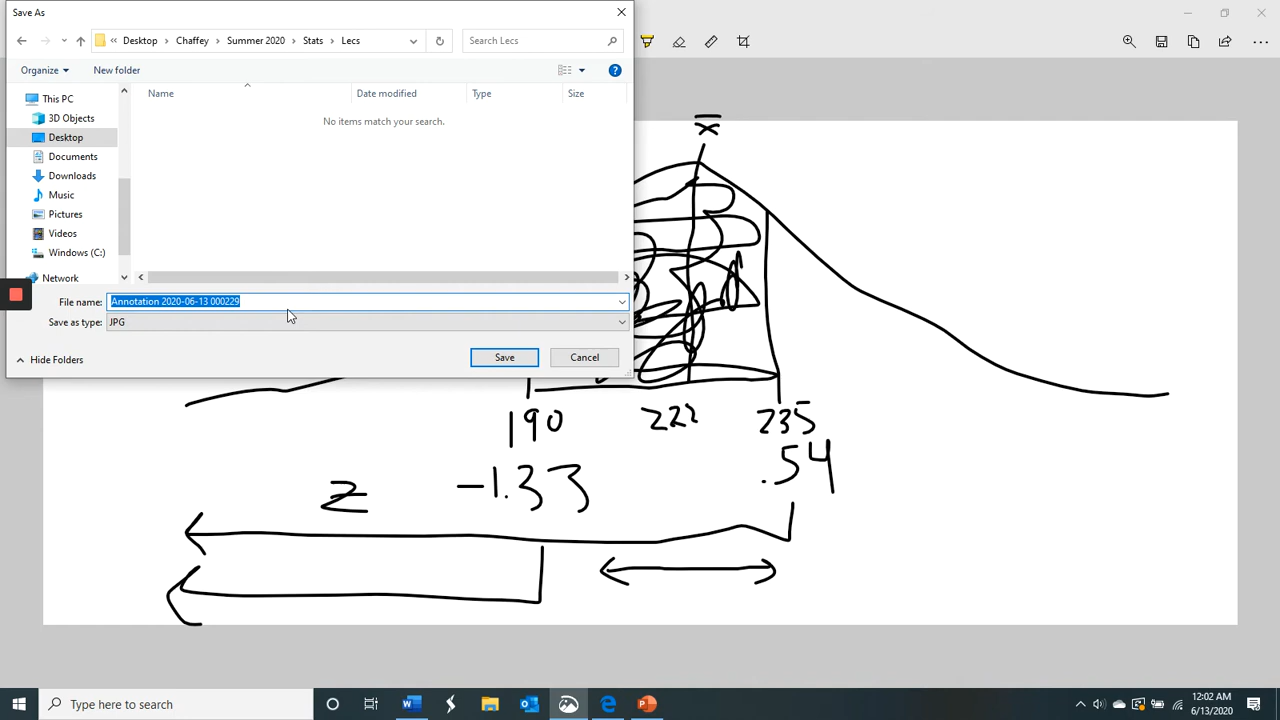 Save As
« Desktop > Chaffey > Summer 2020 > Stats > Lecs
Search Lecs
Organize
New folder
This PC
3D Objects
Desktop
Documents
Downloads
Music
Pictures
Videos
Windows (C:)
Network
Name
Date modified
Type
Size
No items match your search.
File name:
Annotation 2020-06-13 000229
Save as type:
JPG
Hide Folders
Save
Cancel
x̄
190
222
235
z
-1.33
.54
Type here to search
12:02 AM
6/13/2020